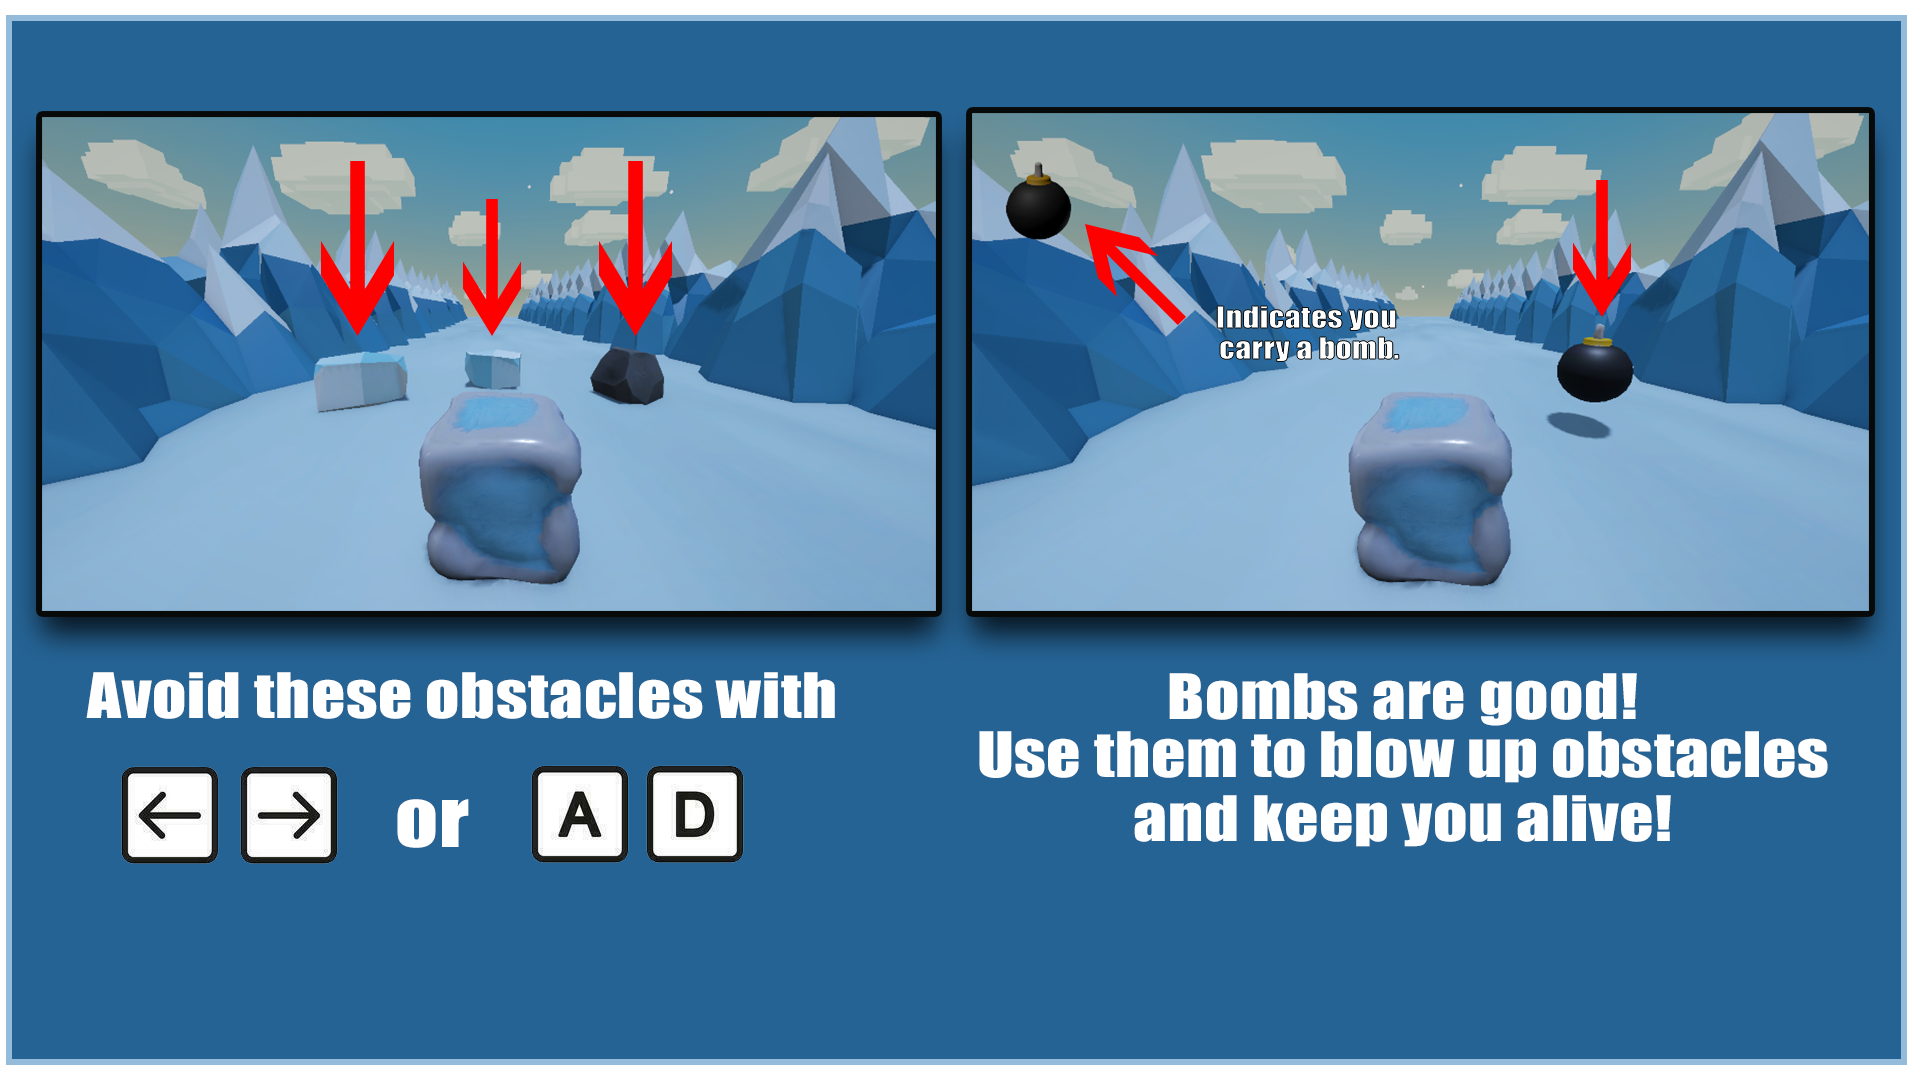 Indicates you
carry a bomb.
Avoid these obstacles with
← → or A D
Bombs are good!
Use them to blow up obstacles
and keep you alive!